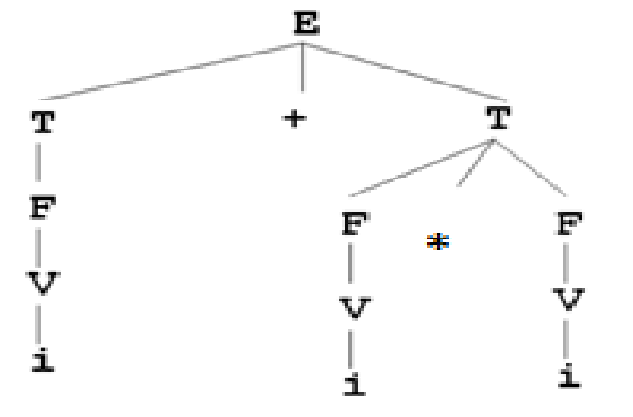 E
T + T
F F * F
V V V
i i i